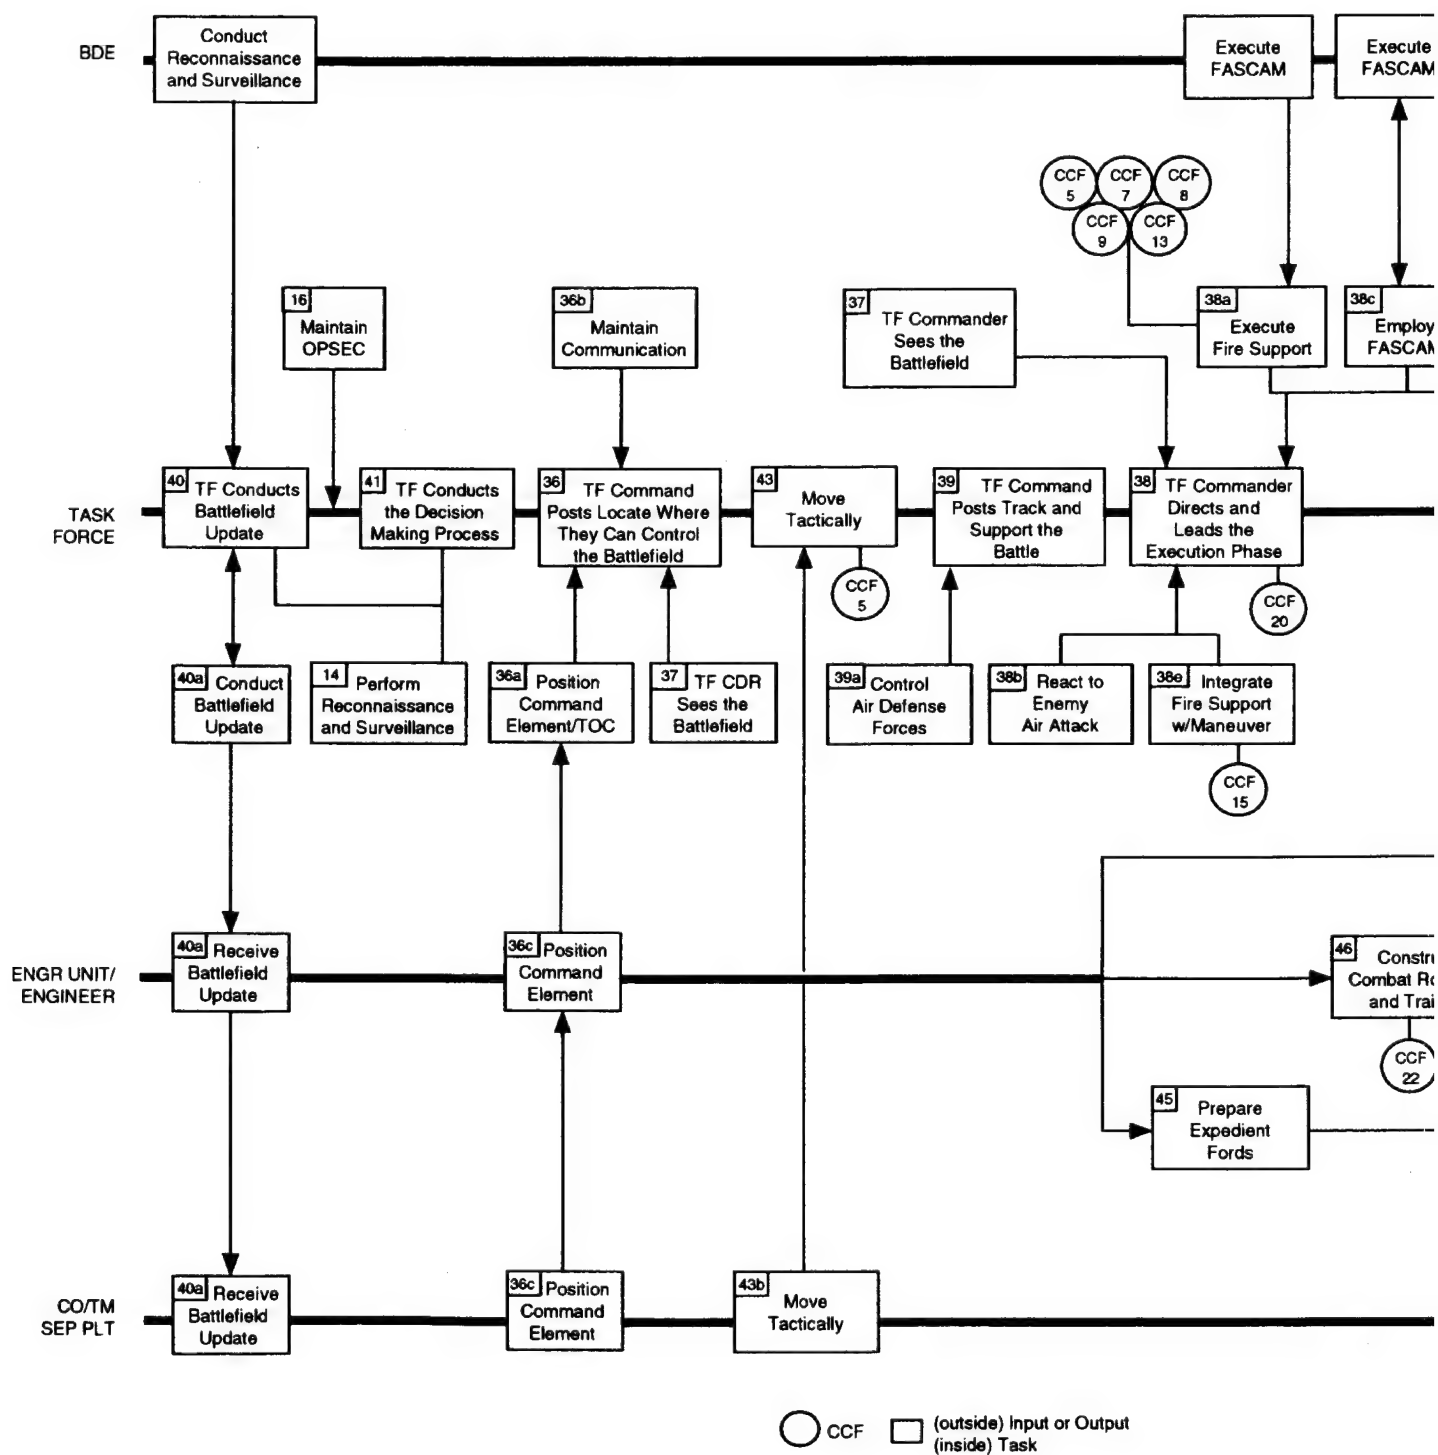 BDE
Conduct
Reconnaissance
and Surveillance
Execute
FASCAM
Execute
FASCAM
CCF
5
CCF
7
CCF
8
CCF
9
CCF
13
16
Maintain
OPSEC
36b
Maintain
Communication
37
TF Commander
Sees the
Battlefield
38a
Execute
Fire Support
38c
Employ
FASCAM
TASK
FORCE
40
TF Conducts
Battlefield
Update
41
TF Conducts
the Decision
Making Process
36
TF Command
Posts Locate Where
They Can Control
the Battlefield
43
Move
Tactically
39
TF Command
Posts Track and
Support the
Battle
38
TF Commander
Directs and
Leads the
Execution Phase
CCF
5
CCF
20
40a
Conduct
Battlefield
Update
14
Perform
Reconnaissance
and Surveillance
36a
Position
Command
Element/TOC
37
TF CDR
Sees the
Battlefield
39a
Control
Air Defense
Forces
38b
React to
Enemy
Air Attack
38e
Integrate
Fire Support
w/Maneuver
CCF
15
ENGR UNIT/
ENGINEER
40a
Receive
Battlefield
Update
36c
Position
Command
Element
46
Constru
Combat Ro
and Trai
CCF
22
45
Prepare
Expedient
Fords
CO/TM
SEP PLT
40a
Receive
Battlefield
Update
36c
Position
Command
Element
43b
Move
Tactically
CCF
(outside) Input or Output
(inside) Task